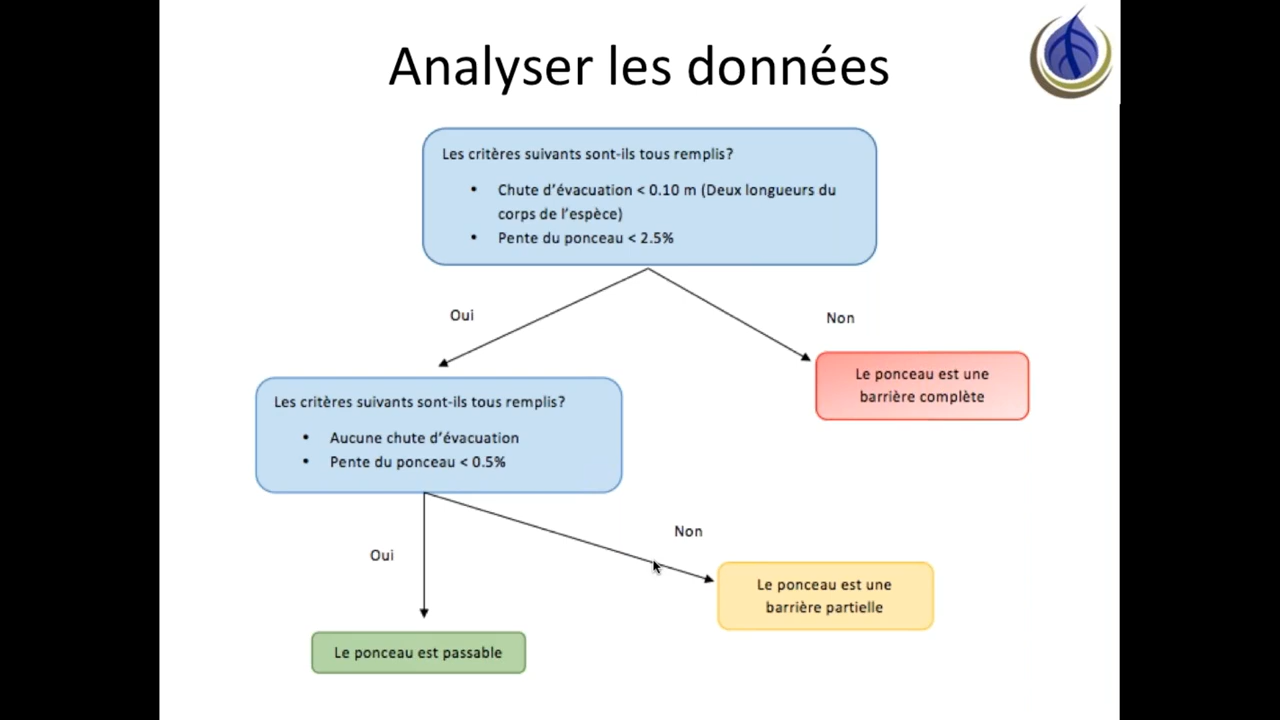 Analyser les données
Les critères suivants sont-ils tous remplis?
• Chute d'évacuation < 0.10 m (Deux longueurs du
corps de l'espèce)
• Pente du ponceau < 2.5%
Oui
Non
Le ponceau est une
barrière complète
Les critères suivants sont-ils tous remplis?
• Aucune chute d'évacuation
• Pente du ponceau < 0.5%
Non
Oui
Le ponceau est une
barrière partielle
Le ponceau est passable